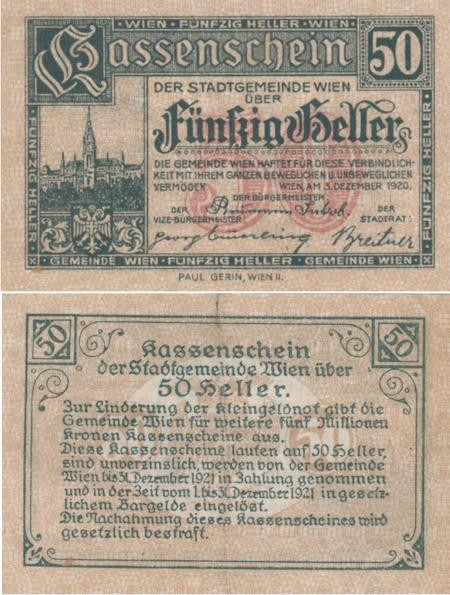 WIEN · FÜNFZIG HELLER · WIEN
Kassenschein 50
DER STADTGEMEINDE WIEN
ÜBER
Fünfzig Heller
DIE GEMEINDE WIEN HAFTET FÜR DIESE VERBINDLICH-
KEIT MIT IHREM GANZEN BEWEGLICHEN U. UNBEWEGLICHEN
VERMÖGEN. WIEN, AM 3. DEZEMBER 1920.
DER BÜRGERMEISTER:
DER
VIZE-BÜRGERMEISTER: DER
STADTRAT:
Breitner
FÜNFZIG HELLER
FÜNFZIG HELLER
GEMEINDE WIEN · FÜNFZIG HELLER · GEMEINDE WIEN
PAUL GERIN, WIEN II.
50 50
Kassenschein
der Stadtgemeinde Wien über
50 Heller.
Zur Linderung der Kleingeldnot gibt die
Gemeinde Wien für weitere fünf Millionen
Kronen Kassenscheine aus.
Diese Kassenscheine lauten auf 50 Heller,
sind unverzinslich, werden von der Gemeinde
Wien bis 31. Dezember 1921 in Zahlung genommen
und in der Zeit vom 1. bis 31. Dezember 1921 in gesetz-
lichem Bargelde eingelöst.
Die Nachahmung dieses Kassenscheines wird
gesetzlich bestraft.
50